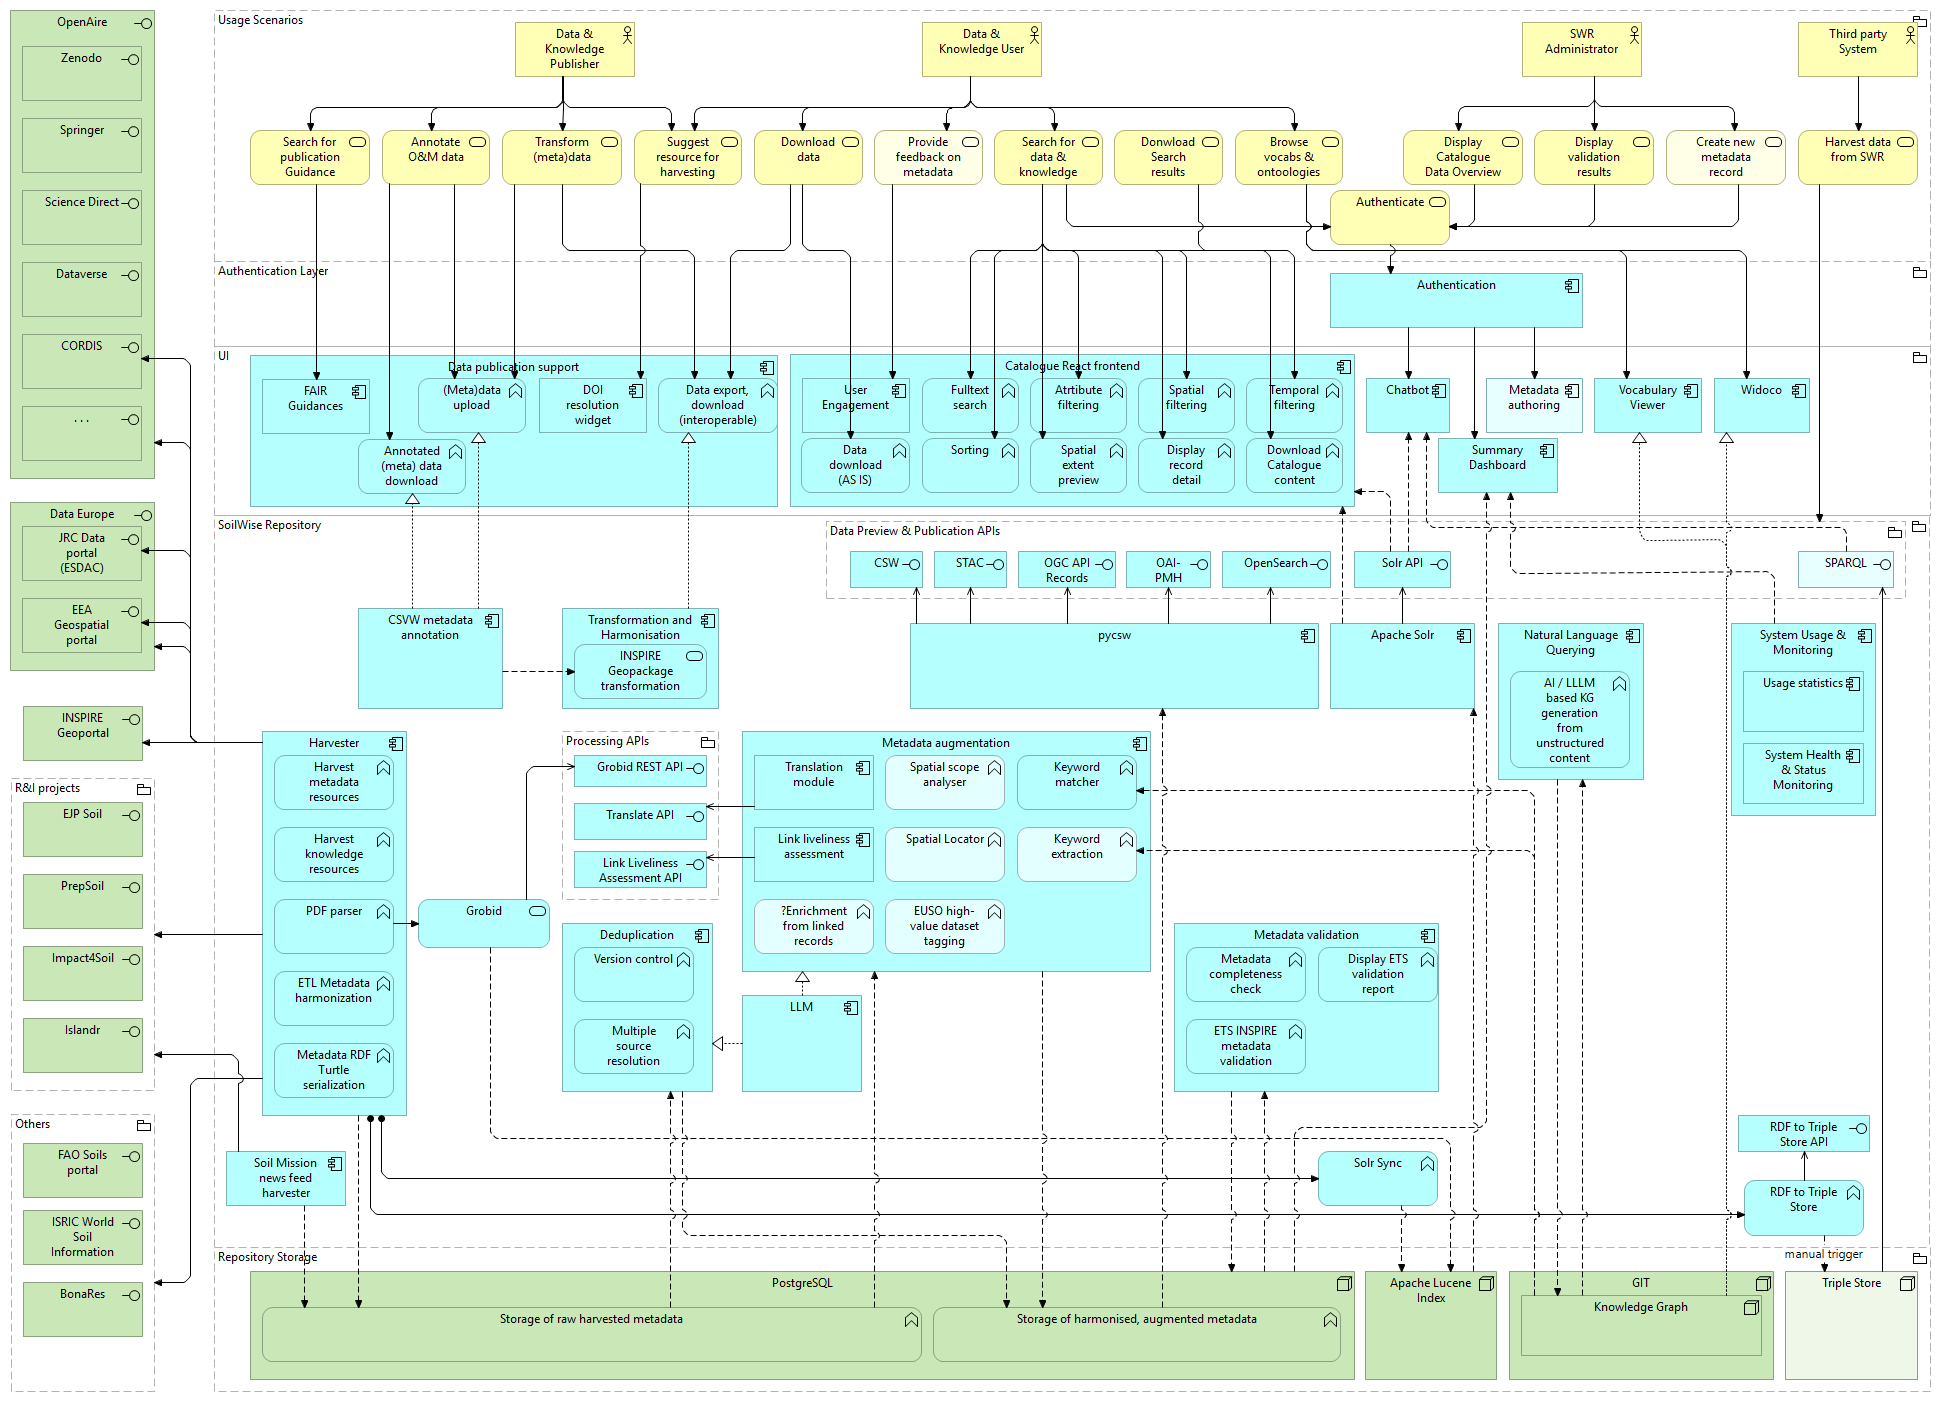 OpenAire
Zenodo
Springer
Science Direct
Dataverse
CORDIS
. . .
Data Europe
JRC Data
portal
(ESDAC)
EEA
Geospatial
portal
INSPIRE
Geoportal
R&I projects
EJP Soil
PrepSoil
Impact4Soil
Islandr
Others
FAO Soils
portal
ISRIC World
Soil
Information
BonaRes
Usage Scenarios
Data &
Knowledge
Publisher
Data &
Knowledge User
SWR
Administrator
Third party
System
Search for
publication
Guidance
Annotate
O&M data
Transform
(meta)data
Suggest
resource for
harvesting
Download
data
Provide
feedback on
metadata
Search for
data &
knowledge
Donwload
Search
results
Browse
vocabs &
ontoologies
Display
Catalogue
Data Overview
Display
validation
results
Create new
metadata
record
Harvest data
from SWR
Authenticate
Authentication Layer
Authentication
UI
Data publication support
FAIR
Guidances
(Meta)data
upload
DOI
resolution
widget
Data export,
download
(interoperable)
Annotated
(meta) data
download
Catalogue React frontend
User
Engagement
Fulltext
search
Atrtibute
filtering
Spatial
filtering
Temporal
filtering
Data
download
(AS IS)
Sorting
Spatial
extent
preview
Display
record
detail
Download
Catalogue
content
Chatbot
Metadata
authoring
Vocabulary
Viewer
Widoco
Summary
Dashboard
SoilWise Repository
Data Preview & Publication APIs
CSW
STAC
OGC API
Records
OAI-
PMH
OpenSearch
Solr API
SPARQL
CSVW metadata
annotation
Transformation and
Harmonisation
INSPIRE
Geopackage
transformation
pycsw
Apache Solr
Natural Language
Querying
AI / LLLM
based KG
generation
from
unstructured
content
System Usage &
Monitoring
Usage statistics
System Health
& Status
Monitoring
Harvester
Harvest
metadata
resources
Harvest
knowledge
resources
PDF parser
ETL Metadata
harmonization
Metadata RDF
Turtle
serialization
Grobid
Processing APIs
Grobid REST API
Translate API
Link Liveliness
Assessment API
Metadata augmentation
Translation
module
Spatial scope
analyser
Keyword
matcher
Link liveliness
assessment
Spatial Locator
Keyword
extraction
?Enrichment
from linked
records
EUSO high-
value dataset
tagging
Deduplication
Version control
Multiple
source
resolution
LLM
Metadata validation
Metadata
completeness
check
Display ETS
validation
report
ETS INSPIRE
metadata
validation
Soil Mission
news feed
harvester
Solr Sync
RDF to Triple
Store API
RDF to Triple
Store
manual trigger
Repository Storage
PostgreSQL
Storage of raw harvested metadata
Storage of harmonised, augmented metadata
Apache Lucene
Index
GIT
Knowledge Graph
Triple Store